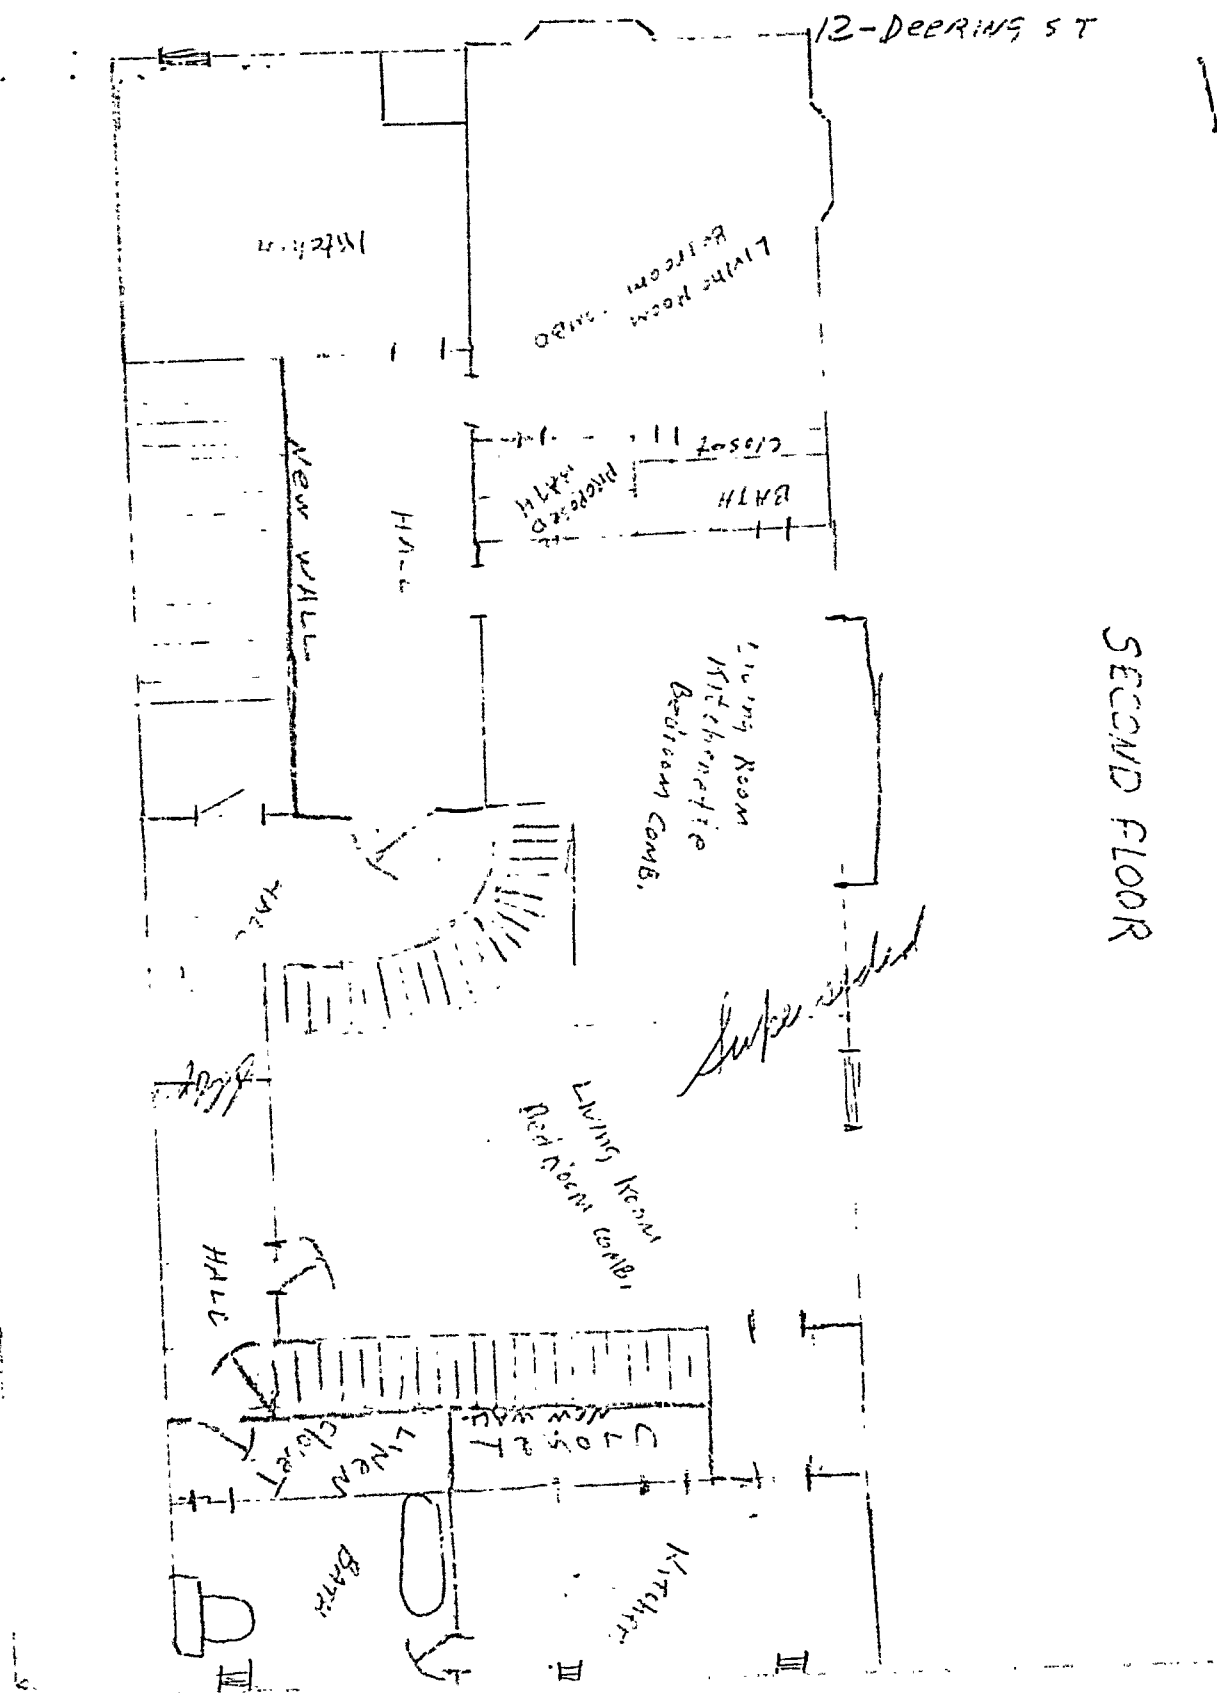 12-DEERING ST
Kitchen
LIVING ROOM
Bedroom
COMBO
NEW WALL
HALL
Closet
BATH
PROPOSED
BATH
SECOND FLOOR
Living Room
Kitchenette
Bedroom COMB.
HALL
Superseded
LIVING ROOM
Bed ROOM COMB.
HALL
NEW WALL
CLOSET
LINEN
CloseT
BATH
KITCHEN